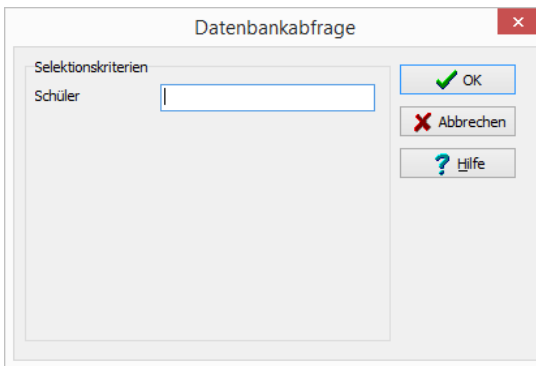 Datenbankabfrage
Selektionskriterien
Schüler
OK
Abbrechen
Hilfe